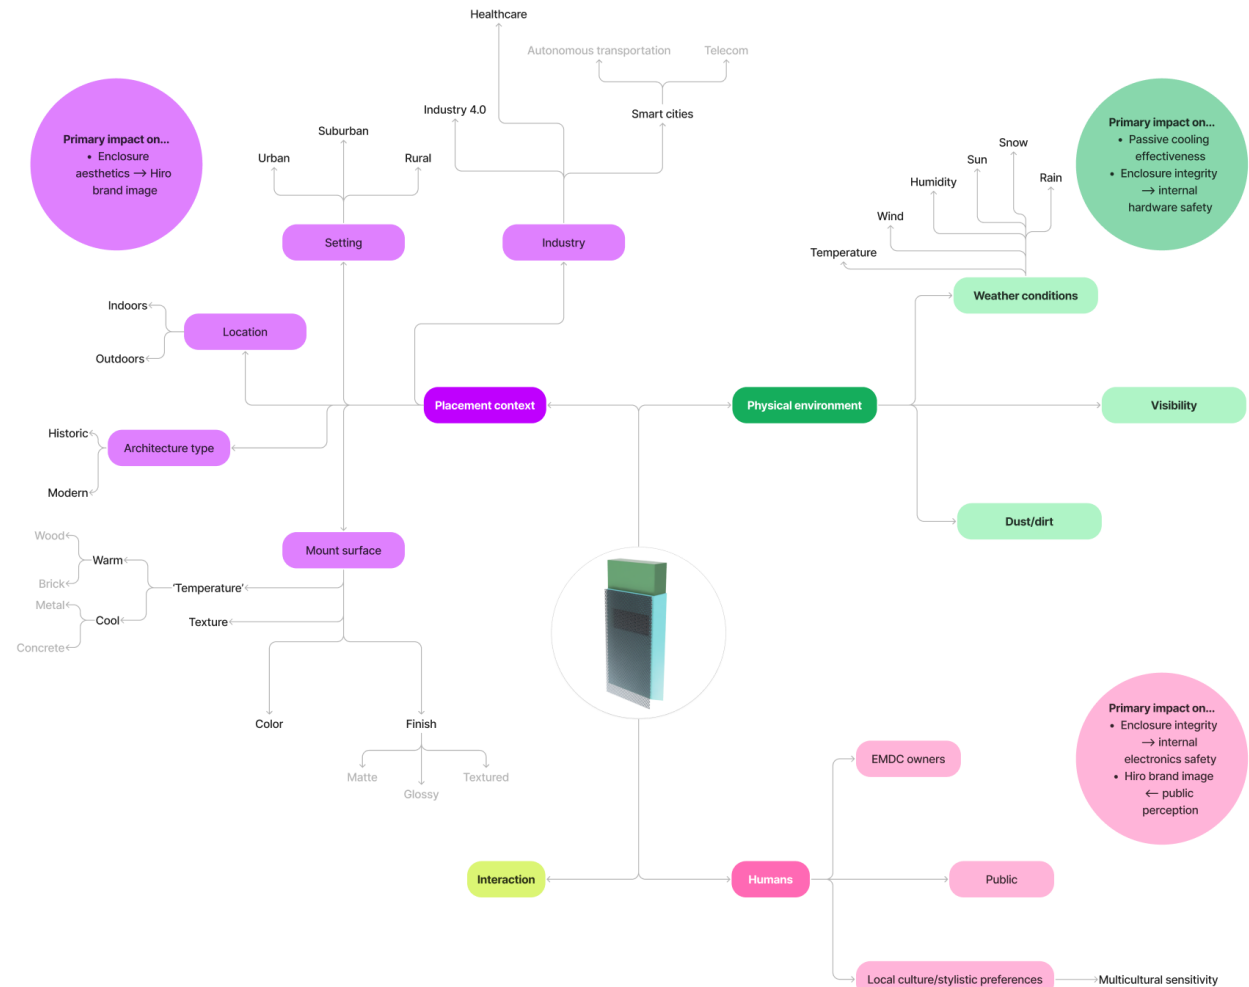 Healthcare
Autonomous transportation
Telecom
Industry 4.0
Smart cities
Suburban
Urban
Rural
Setting
Industry
Primary impact on...
• Enclosure
aesthetics → Hiro
brand image
Indoors
Location
Outdoors
Placement context
Historic
Architecture type
Modern
Mount surface
Wood
Warm
Brick
Metal
Cool
Concrete
'Temperature'
Texture
Color
Finish
Matte
Glossy
Textured
Snow
Sun
Rain
Humidity
Wind
Temperature
Weather conditions
Primary impact on...
• Passive cooling
effectiveness
• Enclosure integrity
→ internal
hardware safety
Physical environment
Visibility
Dust/dirt
Interaction
Humans
EMDC owners
Public
Local culture/stylistic preferences
Multicultural sensitivity
Primary impact on...
• Enclosure integrity
→ internal
electronics safety
• Hiro brand image
← public
perception